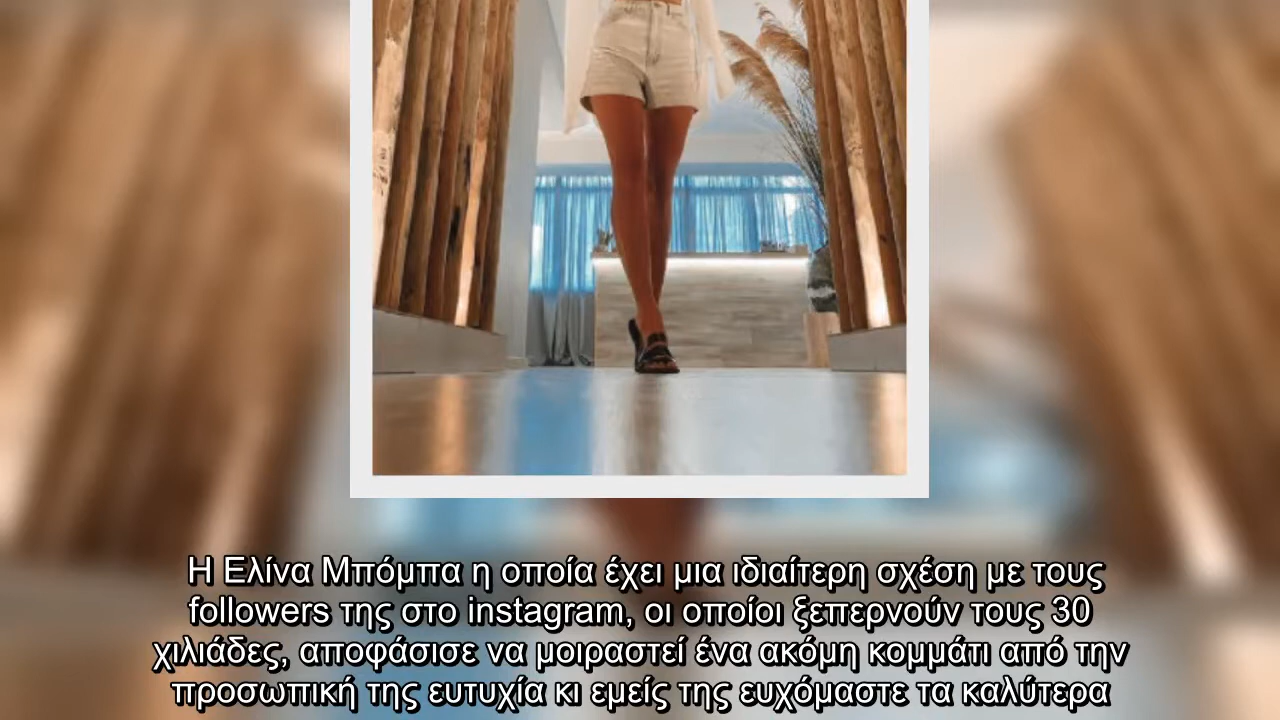 Η Ελίνα Μπόμπα η οποία έχει μια ιδιαίτερη σχέση με τους
followers της στο instagram, οι οποίοι ξεπερνούν τους 30
χιλιάδες, αποφάσισε να μοιραστεί ένα ακόμη κομμάτι από την
προσωπική της ευτυχία κι εμείς της ευχόμαστε τα καλύτερα